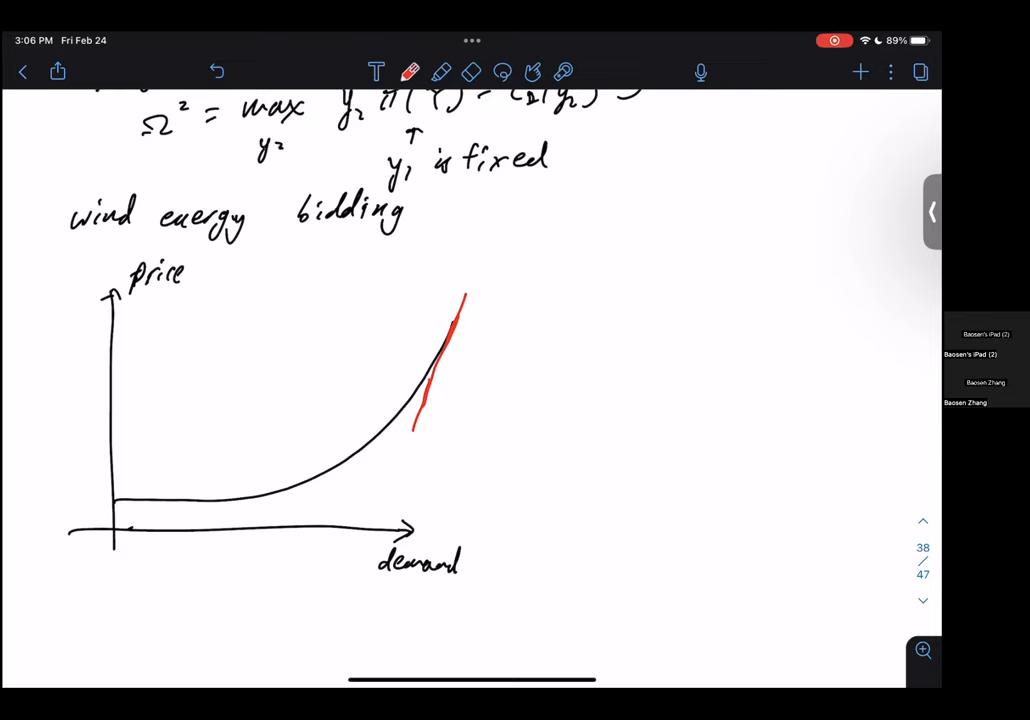 3:06 PM Fri Feb 24
89%
Ω² = max y₂
y₂
y₁ is fixed
wind energy bidding
price
demand
38
/
47
Baosen's iPad (2)
Baosen's iPad (2)
Baosen Zhang
Baosen Zhang